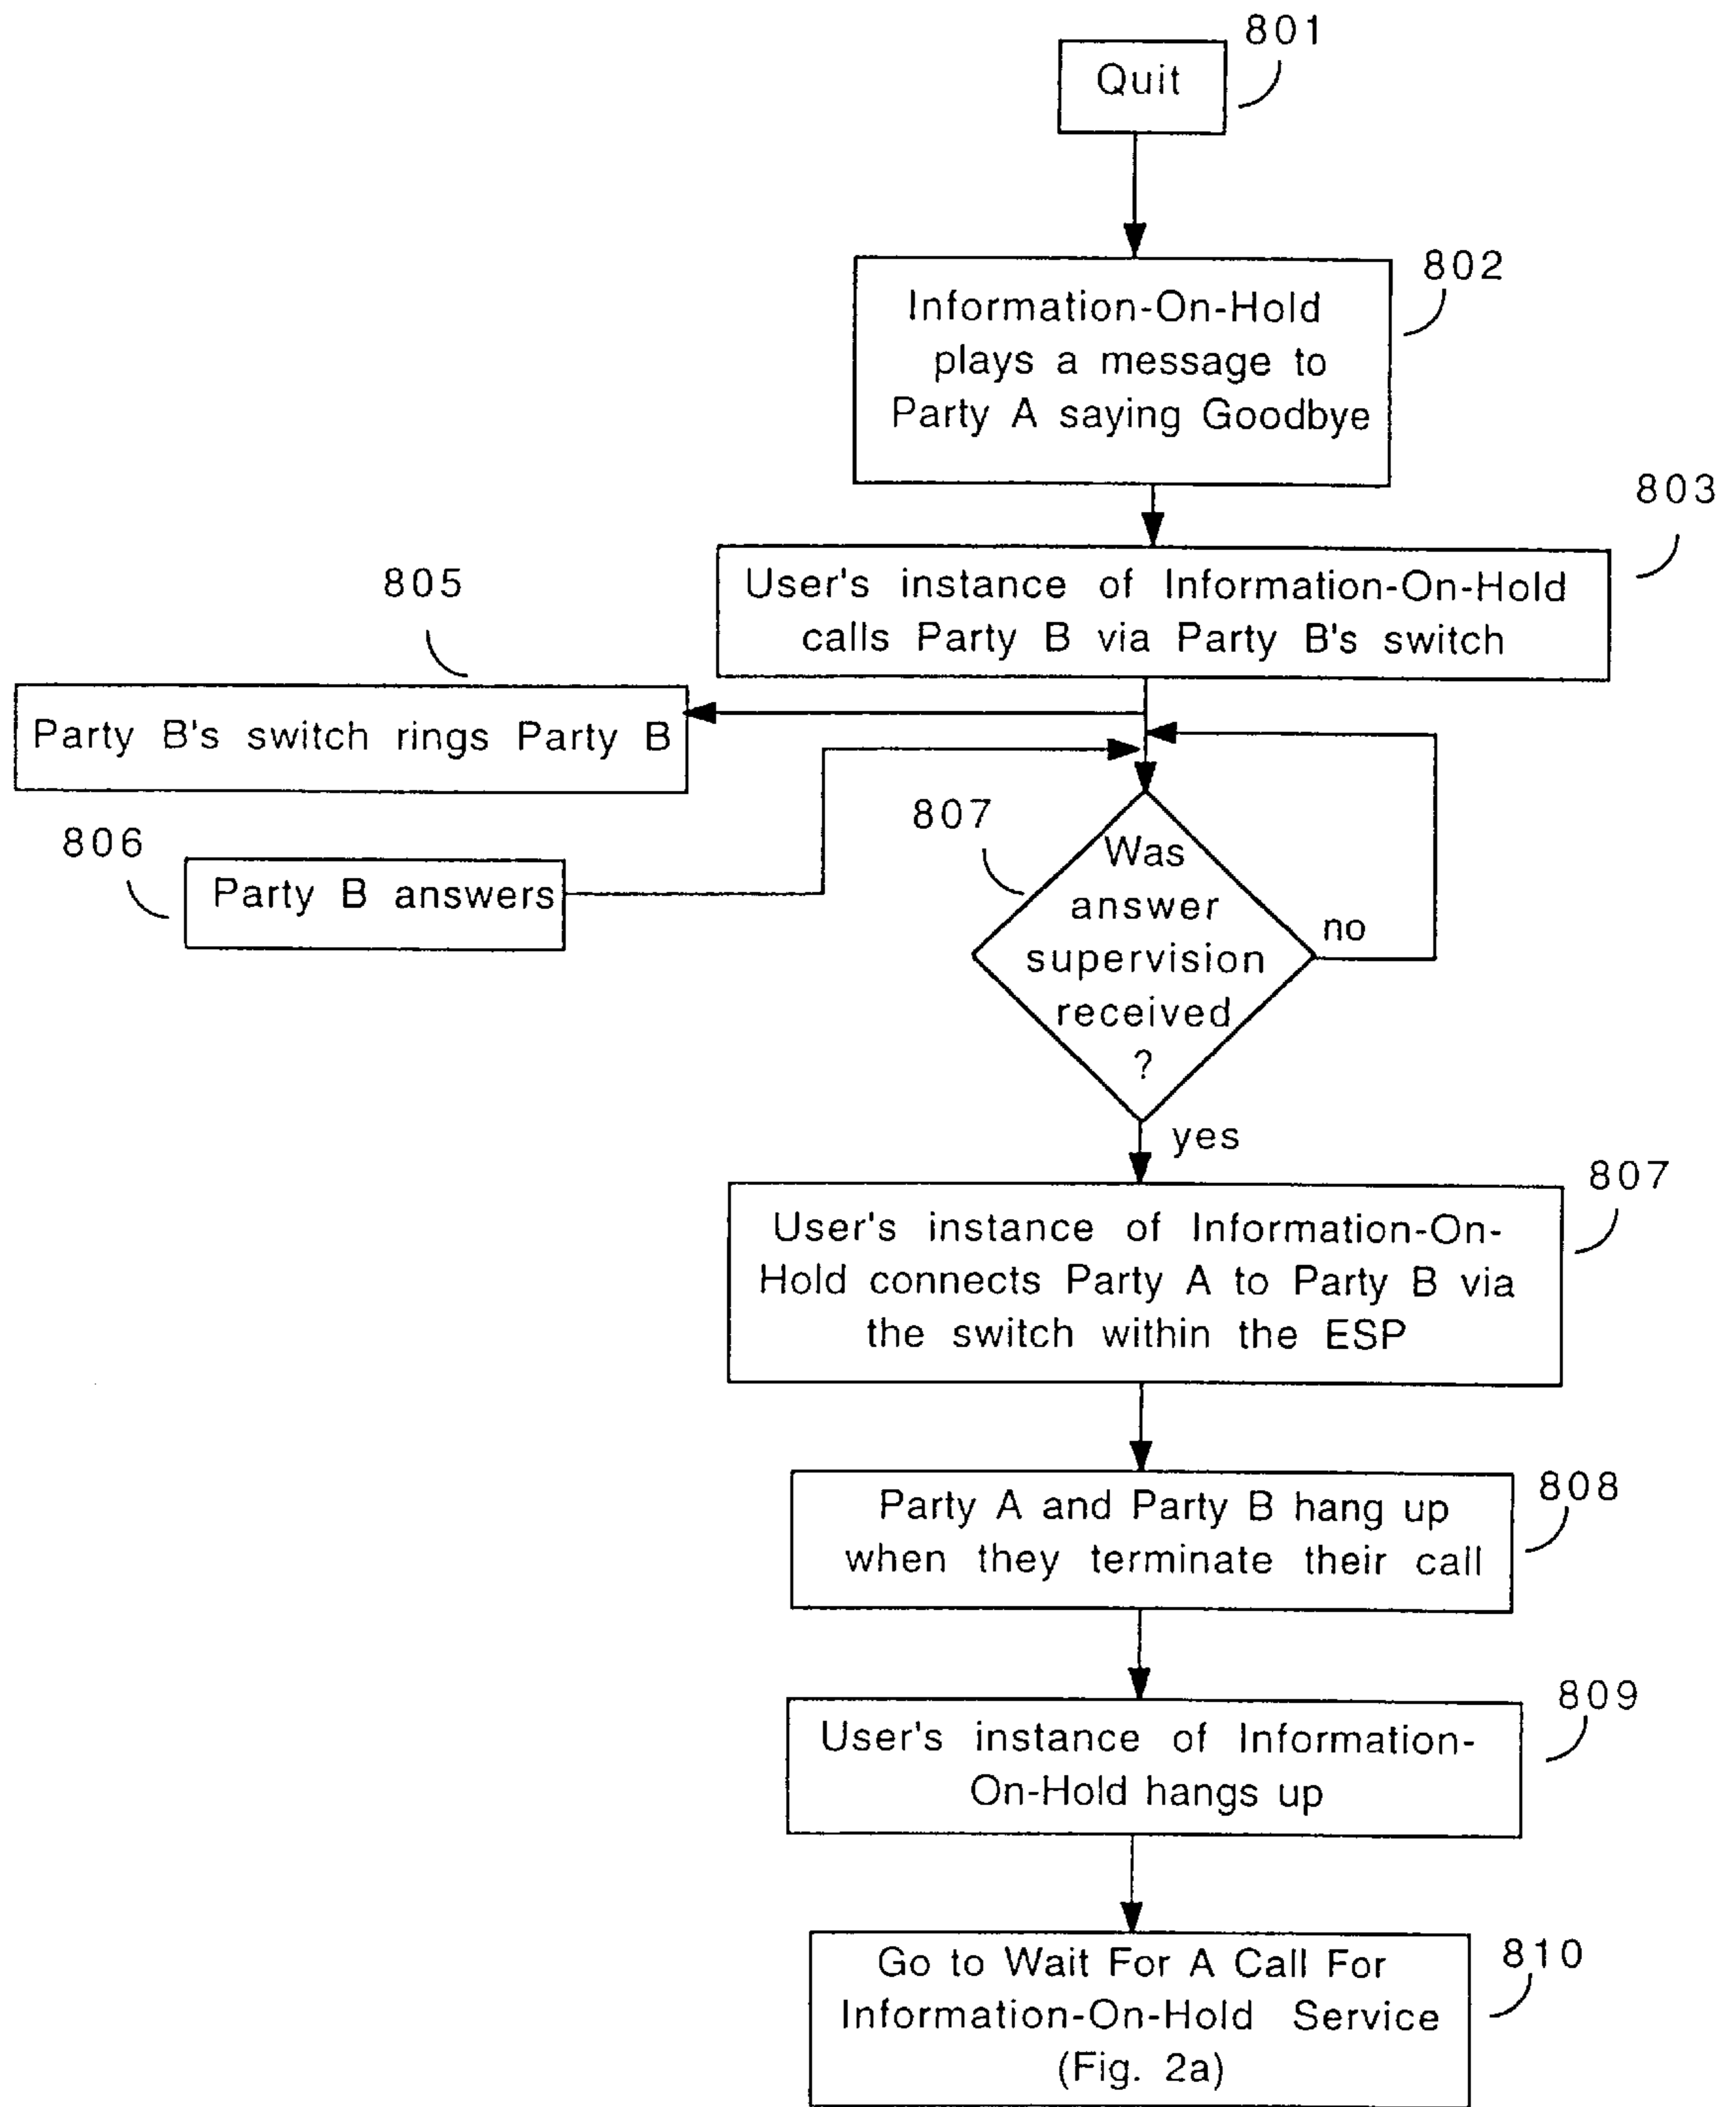 801
Quit
802
Information-On-Hold
plays a message to
Party A saying Goodbye
803
User's instance of Information-On-Hold
calls Party B via Party B's switch
805
Party B's switch rings Party B
806
Party B answers
807
Was
answer
supervision
received
?
no
yes
807
User's instance of Information-On-
Hold connects Party A to Party B via
the switch within the ESP
808
Party A and Party B hang up
when they terminate their call
809
User's instance of Information-
On-Hold hangs up
810
Go to Wait For A Call For
Information-On-Hold Service
(Fig. 2a)